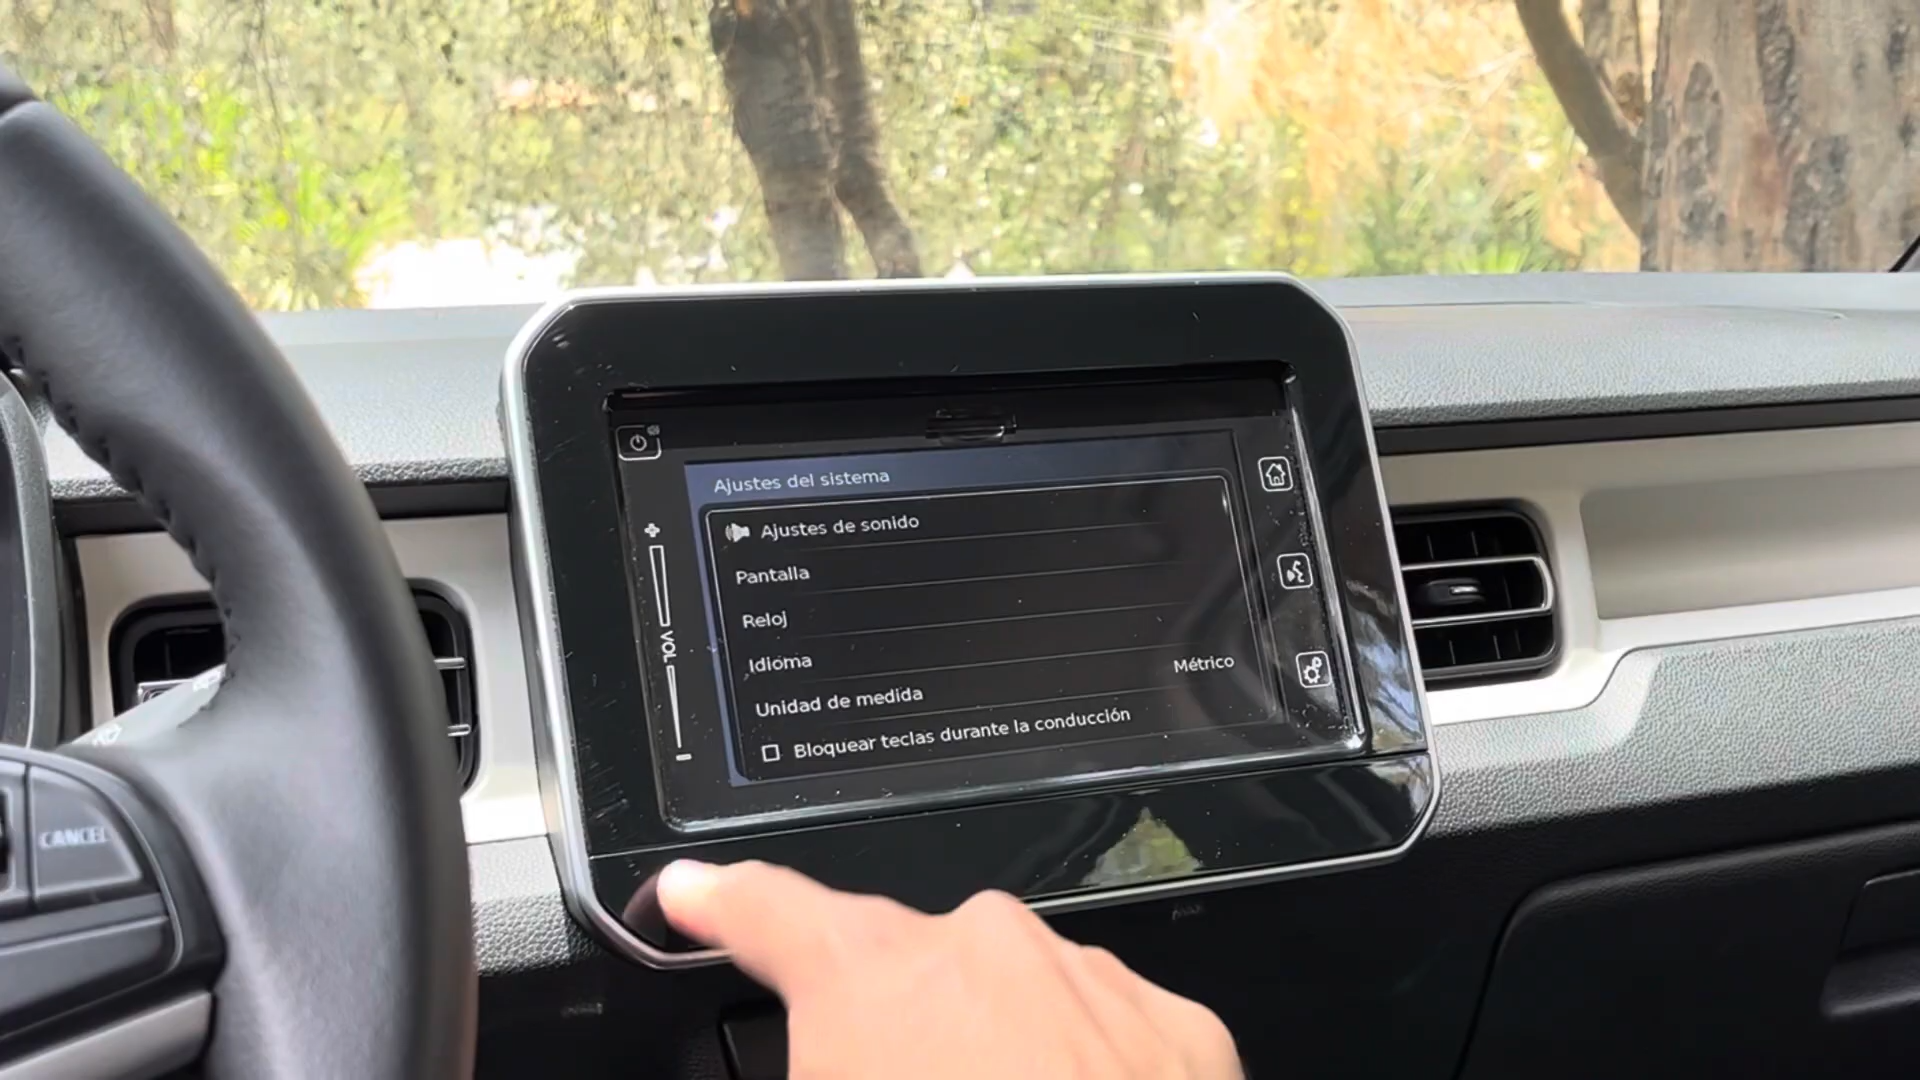 Ajustes del sistema
Ajustes de sonido
Pantalla
Reloj
Idioma
Unidad de medida Métrico
Bloquear teclas durante la conducción
VOL
CANCEL